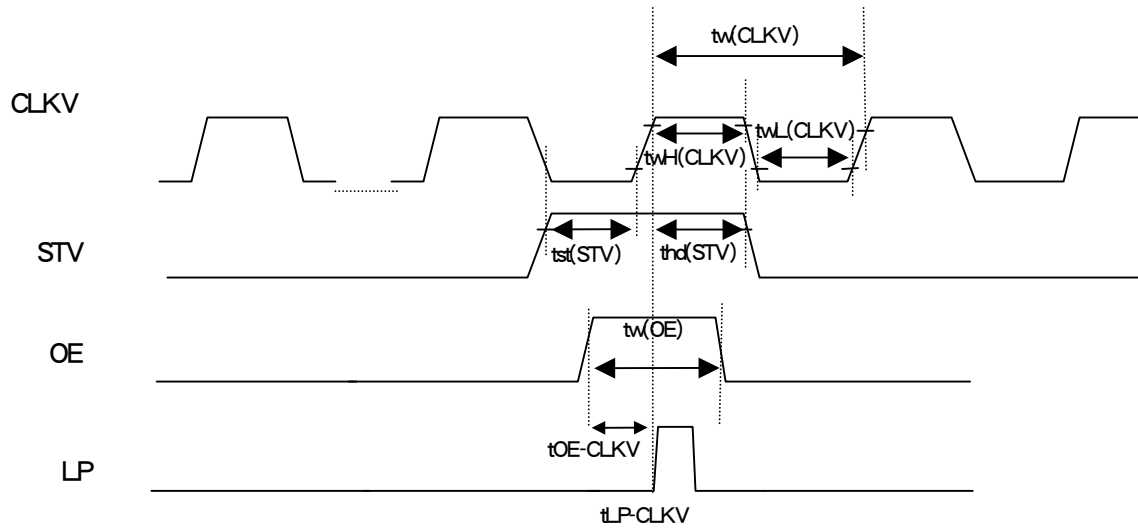 tw(CLKV)
CLKV
twL(CLKV)
twH(CLKV)
STV
tst(STV)
thd(STV)
tw(OE)
OE
tOE-CLKV
LP
tLP-CLKV